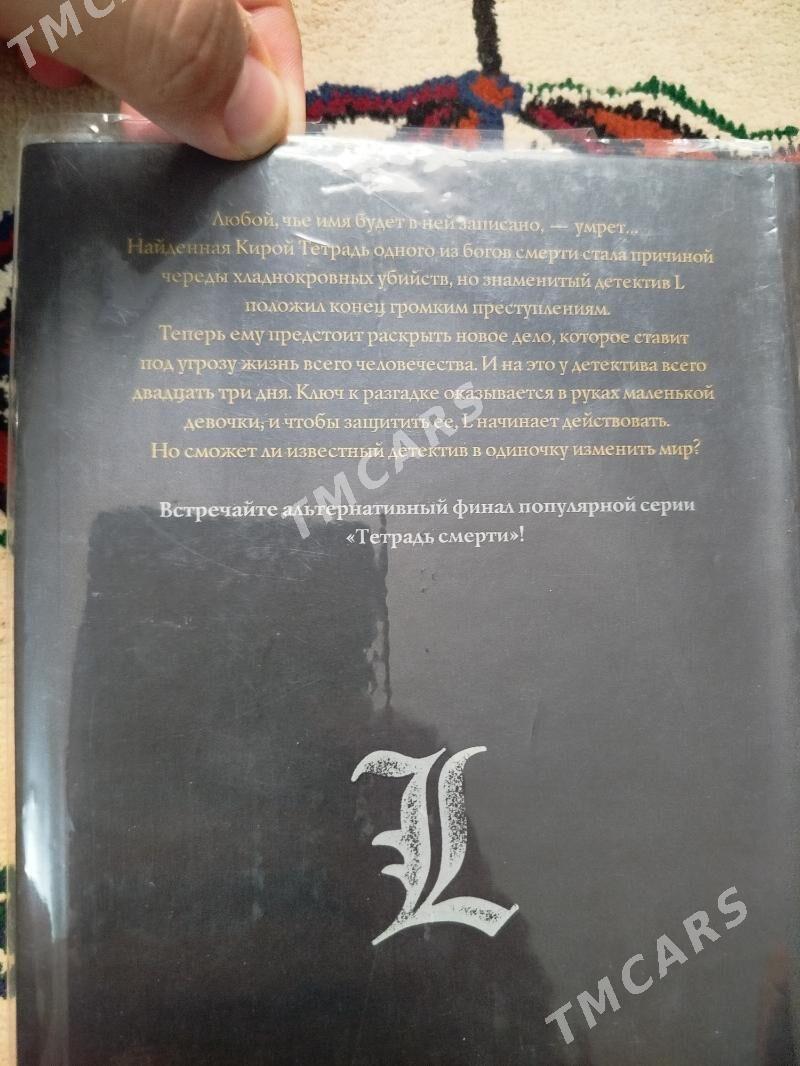 TMCARS
TMCARS
Любой, чье имя будет в ней записано, — умрет...
Найденная Кирой Тетрадь одного из богов смерти стала причиной
череды хладнокровных убийств, но знаменитый детектив L
положил конец громким преступлениям.
Теперь ему предстоит раскрыть новое дело, которое ставит
под угрозу жизнь всего человечества. И на это у детектива всего
двадцать три дня. Ключ к разгадке оказывается в руках маленькой
девочки, и чтобы защитить ее, L начинает действовать.
Но сможет ли известный детектив в одиночку изменить мир?
TMCARS
Встречайте альтернативный финал популярной серии
«Тетрадь смерти»!
L
TMCARS